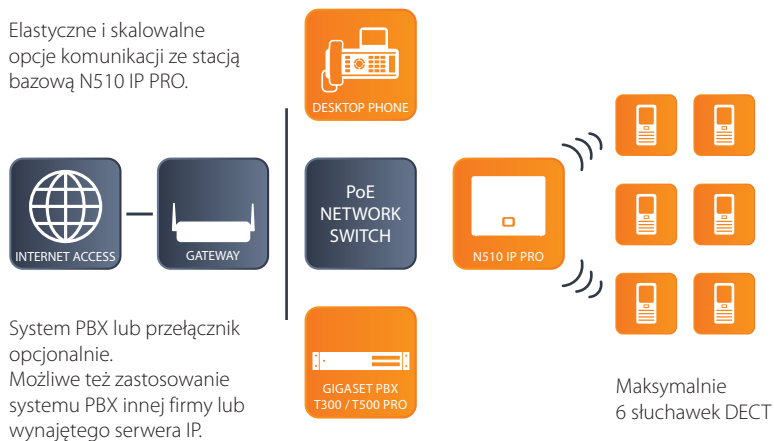 Elastyczne i skalowalne
opcje komunikacji ze stacją
bazową N510 IP PRO.
DESKTOP PHONE
INTERNET ACCESS
GATEWAY
PoE
NETWORK
SWITCH
N510 IP PRO
GIGASET PBX
T300 / T500 PRO
System PBX lub przełącznik
opcjonalnie.
Możliwe też zastosowanie
systemu PBX innej firmy lub
wynajętego serwera IP.
Maksymalnie
6 słuchawek DECT